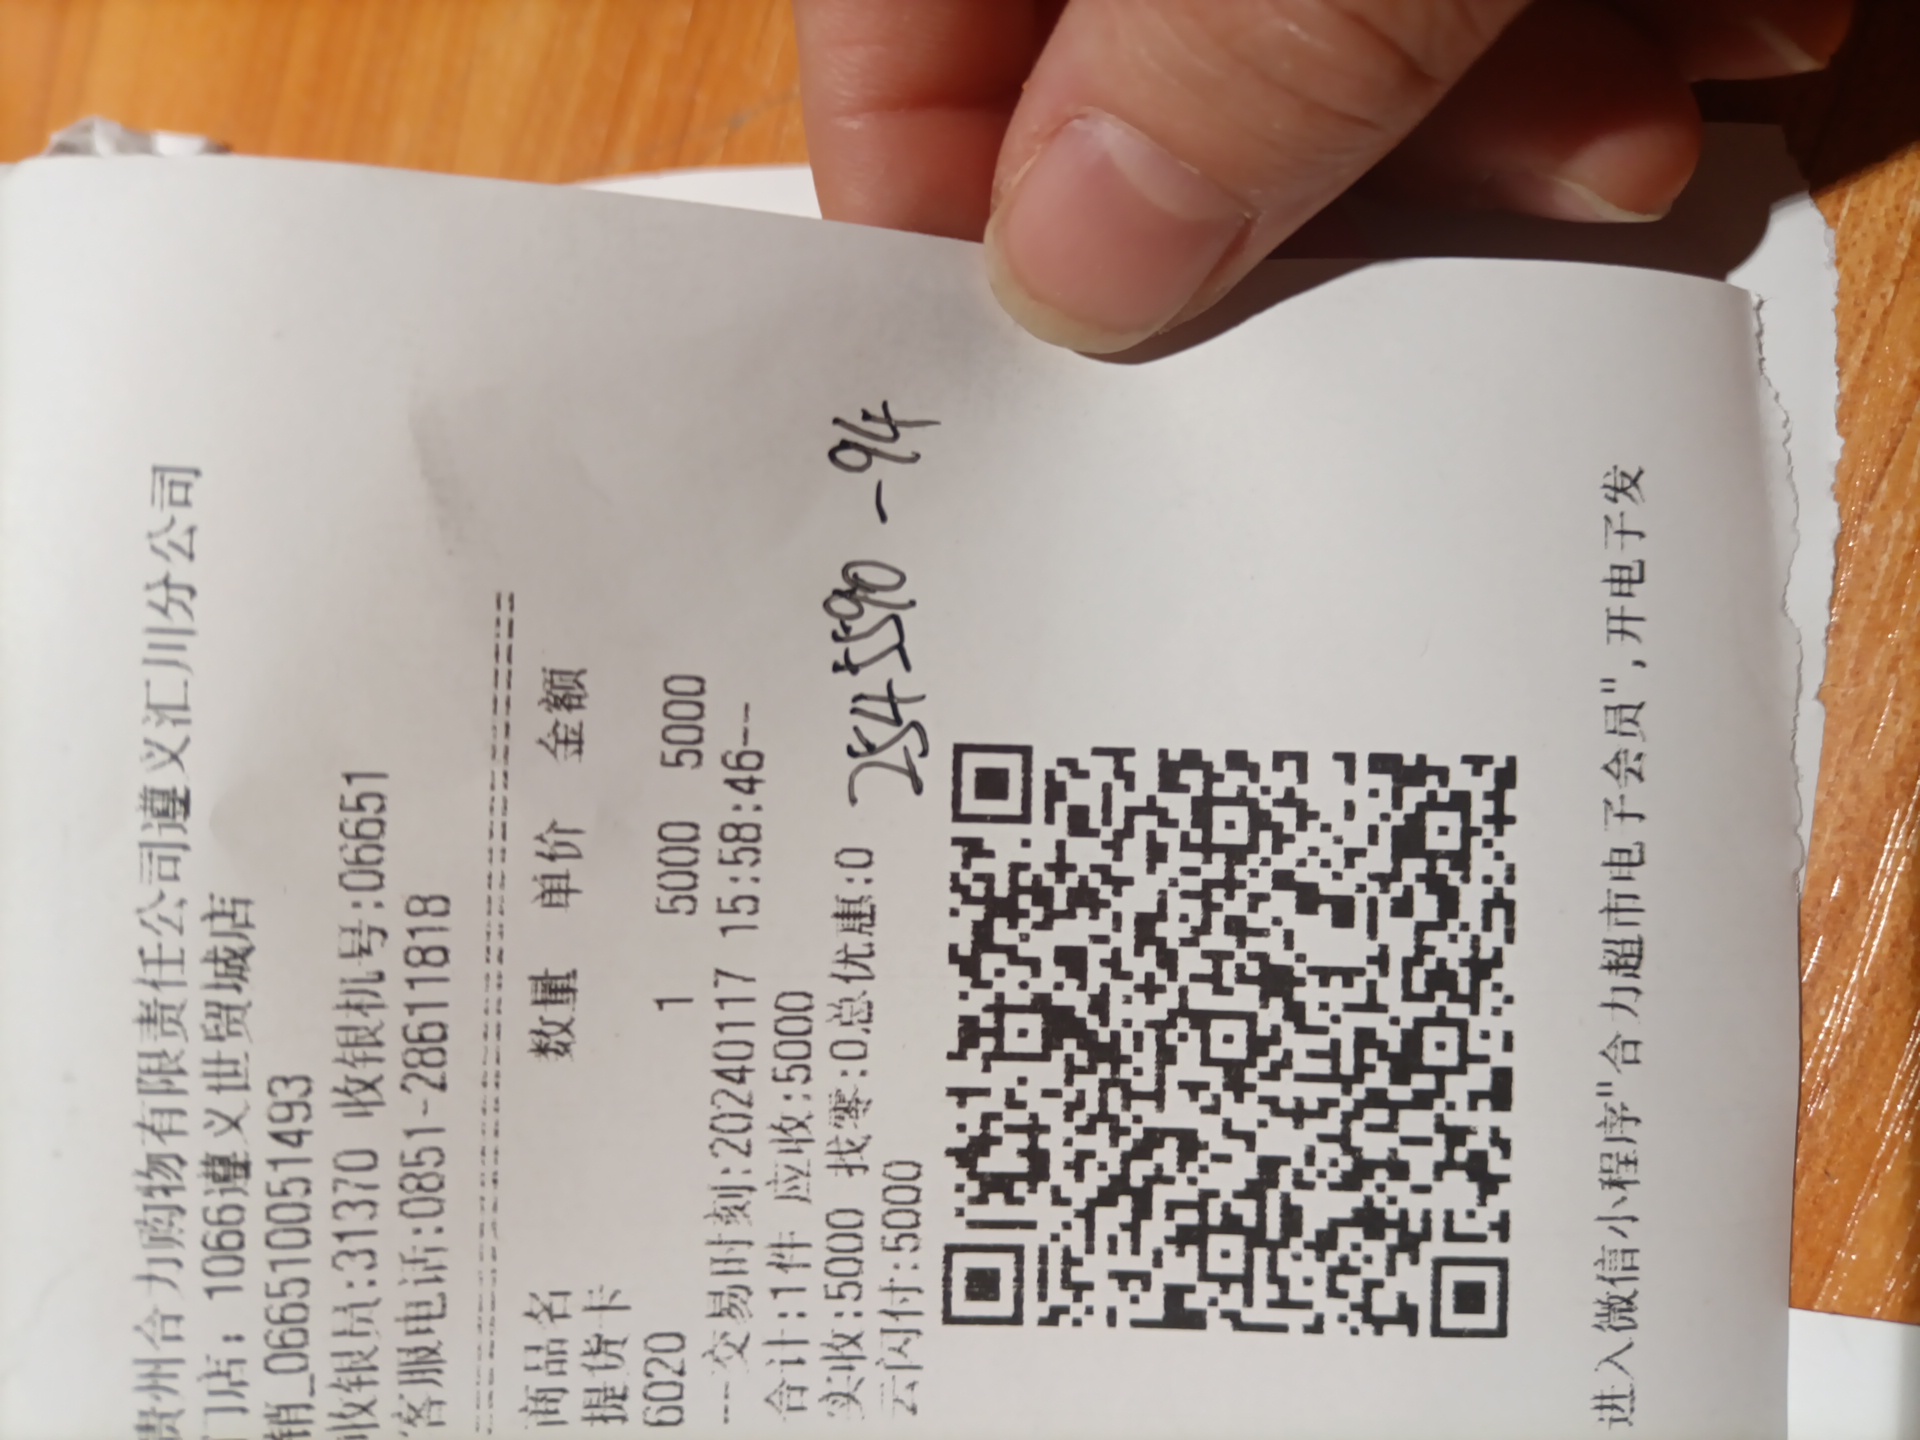 贵州合力购物有限责任公司遵义汇川分公司
门店：1066遵义世贸城店
销_066510051493
收银员:31370 收银机号:06651
客服电话:0851-28611818
商品名 数量 单价 金额
提货卡
6020 1 5000 5000
---交易时刻:20240117 15:58:46--
合计:1件 应收:5000
实收:5000 找零:0总优惠:0
云闪付:5000
254590-94
进入微信小程序"合力超市电子会员",开电子发